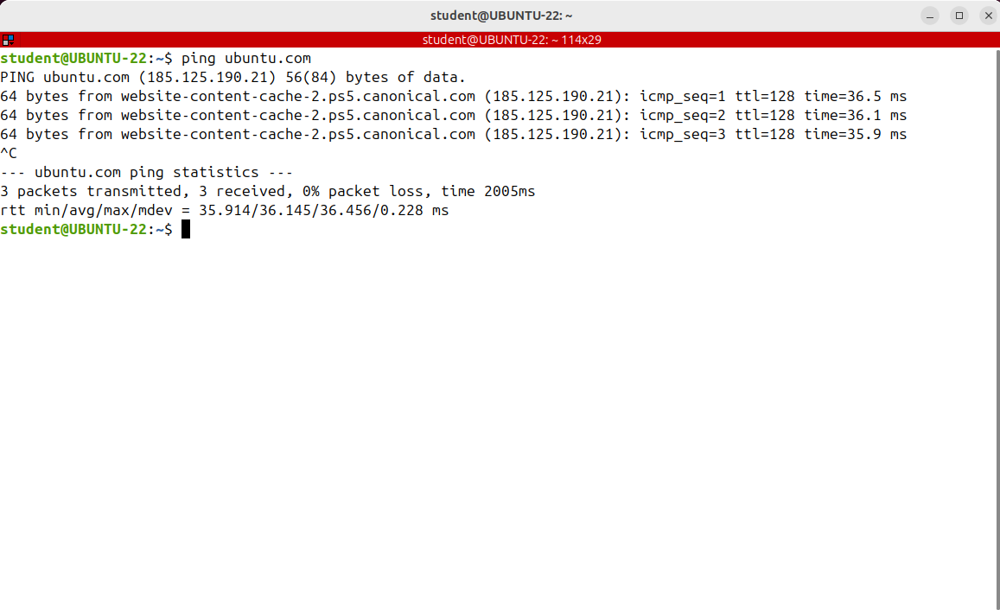 student@UBUNTU-22: ~
student@UBUNTU-22: ~ 114x29
student@UBUNTU-22:~$ ping ubuntu.com
PING ubuntu.com (185.125.190.21) 56(84) bytes of data.
64 bytes from website-content-cache-2.ps5.canonical.com (185.125.190.21): icmp_seq=1 ttl=128 time=36.5 ms
64 bytes from website-content-cache-2.ps5.canonical.com (185.125.190.21): icmp_seq=2 ttl=128 time=36.1 ms
64 bytes from website-content-cache-2.ps5.canonical.com (185.125.190.21): icmp_seq=3 ttl=128 time=35.9 ms
^C
--- ubuntu.com ping statistics ---
3 packets transmitted, 3 received, 0% packet loss, time 2005ms
rtt min/avg/max/mdev = 35.914/36.145/36.456/0.228 ms
student@UBUNTU-22:~$